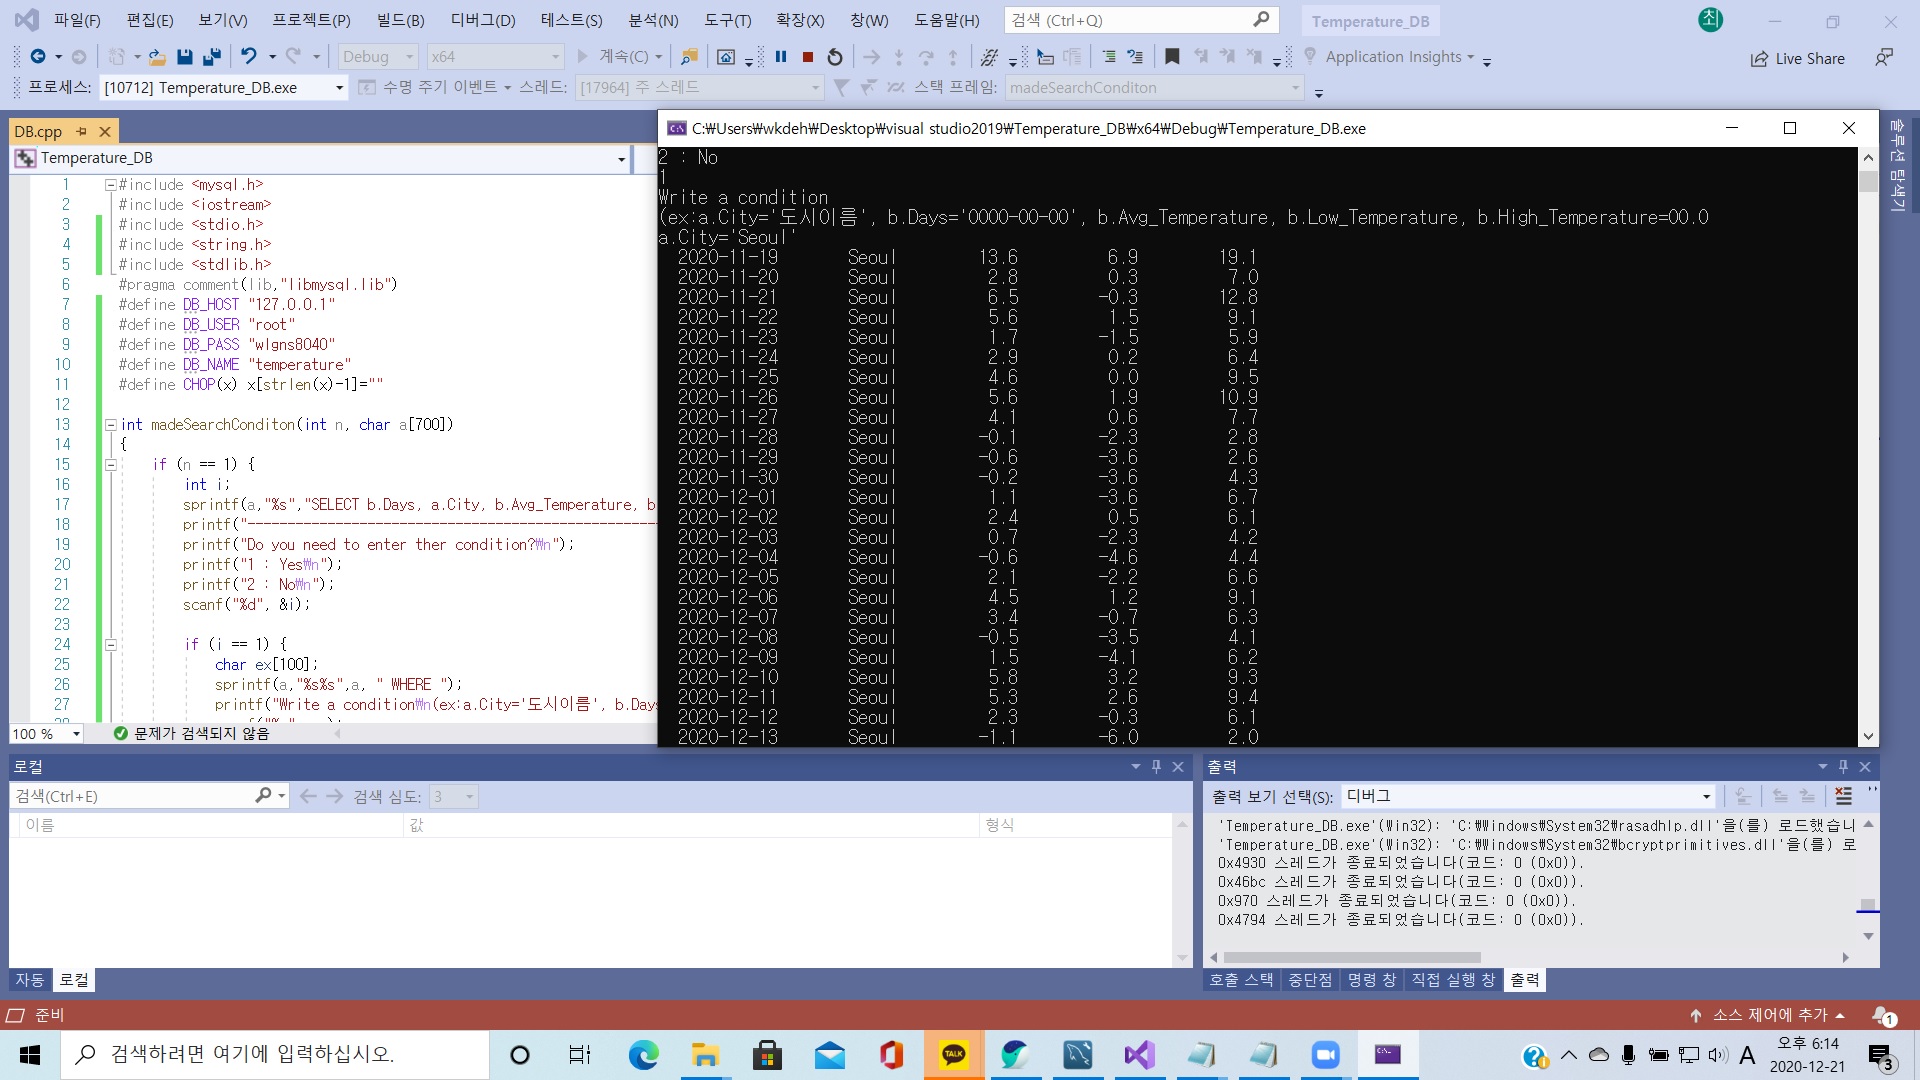 파일(F) 편집(E) 보기(V) 프로젝트(P) 빌드(B) 디버그(D) 테스트(S) 분석(N) 도구(T) 확장(X) 창(W) 도움말(H) 검색 (Ctrl+Q) Temperature_DB 최
Debug x64 계속(C) Application Insights Live Share
프로세스: [10712] Temperature_DB.exe 수명 주기 이벤트 스레드: [17964] 주 스레드 스택 프레임: madeSearchConditon
DB.cpp
Temperature_DB
1 #include <mysql.h>
2 #include <iostream>
3 #include <stdio.h>
4 #include <string.h>
5 #include <stdlib.h>
6 #pragma comment(lib,"libmysql.lib")
7 #define DB_HOST "127.0.0.1"
8 #define DB_USER "root"
9 #define DB_PASS "wlgns8040"
10 #define DB_NAME "temperature"
11 #define CHOP(x) x[strlen(x)-1]=""
12
13 int madeSearchConditon(int n, char a[700])
14 {
15 if (n == 1) {
16 int i;
17 sprintf(a,"%s","SELECT b.Days, a.City, b.Avg_Temperature, b
18 printf("----------------------------------------------------
19 printf("Do you need to enter ther condition?₩n");
20 printf("1 : Yes₩n");
21 printf("2 : No₩n");
22 scanf("%d", &i);
23
24 if (i == 1) {
25 char ex[100];
26 sprintf(a,"%s%s",a, " WHERE ");
27 printf("Write a condition₩n(ex:a.City='도시이름', b.Days
100 % 문제가 검색되지 않음
C:₩Users₩wkdeh₩Desktop₩visual studio2019₩Temperature_DB₩x64₩Debug₩Temperature_DB.exe
2 : No
1
Write a condition
(ex:a.City='도시이름', b.Days='0000-00-00', b.Avg_Temperature, b.Low_Temperature, b.High_Temperature=00.0
a.City='Seoul'
2020-11-19 Seoul 13.6 6.9 19.1
2020-11-20 Seoul 2.8 0.3 7.0
2020-11-21 Seoul 6.5 -0.3 12.8
2020-11-22 Seoul 5.6 1.5 9.1
2020-11-23 Seoul 1.7 -1.5 5.9
2020-11-24 Seoul 2.9 0.2 6.4
2020-11-25 Seoul 4.6 0.0 9.5
2020-11-26 Seoul 5.6 1.9 10.9
2020-11-27 Seoul 4.1 0.6 7.7
2020-11-28 Seoul -0.1 -2.3 2.8
2020-11-29 Seoul -0.6 -3.6 2.6
2020-11-30 Seoul -0.2 -3.6 4.3
2020-12-01 Seoul 1.1 -3.6 6.7
2020-12-02 Seoul 2.4 0.5 6.1
2020-12-03 Seoul 0.7 -2.3 4.2
2020-12-04 Seoul -0.6 -4.6 4.4
2020-12-05 Seoul 2.1 -2.2 6.6
2020-12-06 Seoul 4.5 1.2 9.1
2020-12-07 Seoul 3.4 -0.7 6.3
2020-12-08 Seoul -0.5 -3.5 4.1
2020-12-09 Seoul 1.5 -4.1 6.2
2020-12-10 Seoul 5.8 3.2 9.3
2020-12-11 Seoul 5.3 2.6 9.4
2020-12-12 Seoul 2.3 -0.3 6.1
2020-12-13 Seoul -1.1 -6.0 2.0
솔루션 탐색기
로컬
검색(Ctrl+E) 검색 심도: 3
이름 값 형식
자동 로컬
출력
출력 보기 선택(S): 디버그
'Temperature_DB.exe'(Win32): 'C:₩Windows₩System32₩rasadhlp.dll'을(를) 로드했습니
'Temperature_DB.exe'(Win32): 'C:₩Windows₩System32₩bcryptprimitives.dll'을(를) 로
0x4930 스레드가 종료되었습니다(코드: 0 (0x0)).
0x46bc 스레드가 종료되었습니다(코드: 0 (0x0)).
0x970 스레드가 종료되었습니다(코드: 0 (0x0)).
0x4794 스레드가 종료되었습니다(코드: 0 (0x0)).
호출 스택 중단점 명령 창 직접 실행 창 출력
준비 소스 제어에 추가 1
검색하려면 여기에 입력하십시오. TALK A 오후 6:14
2020-12-21 3